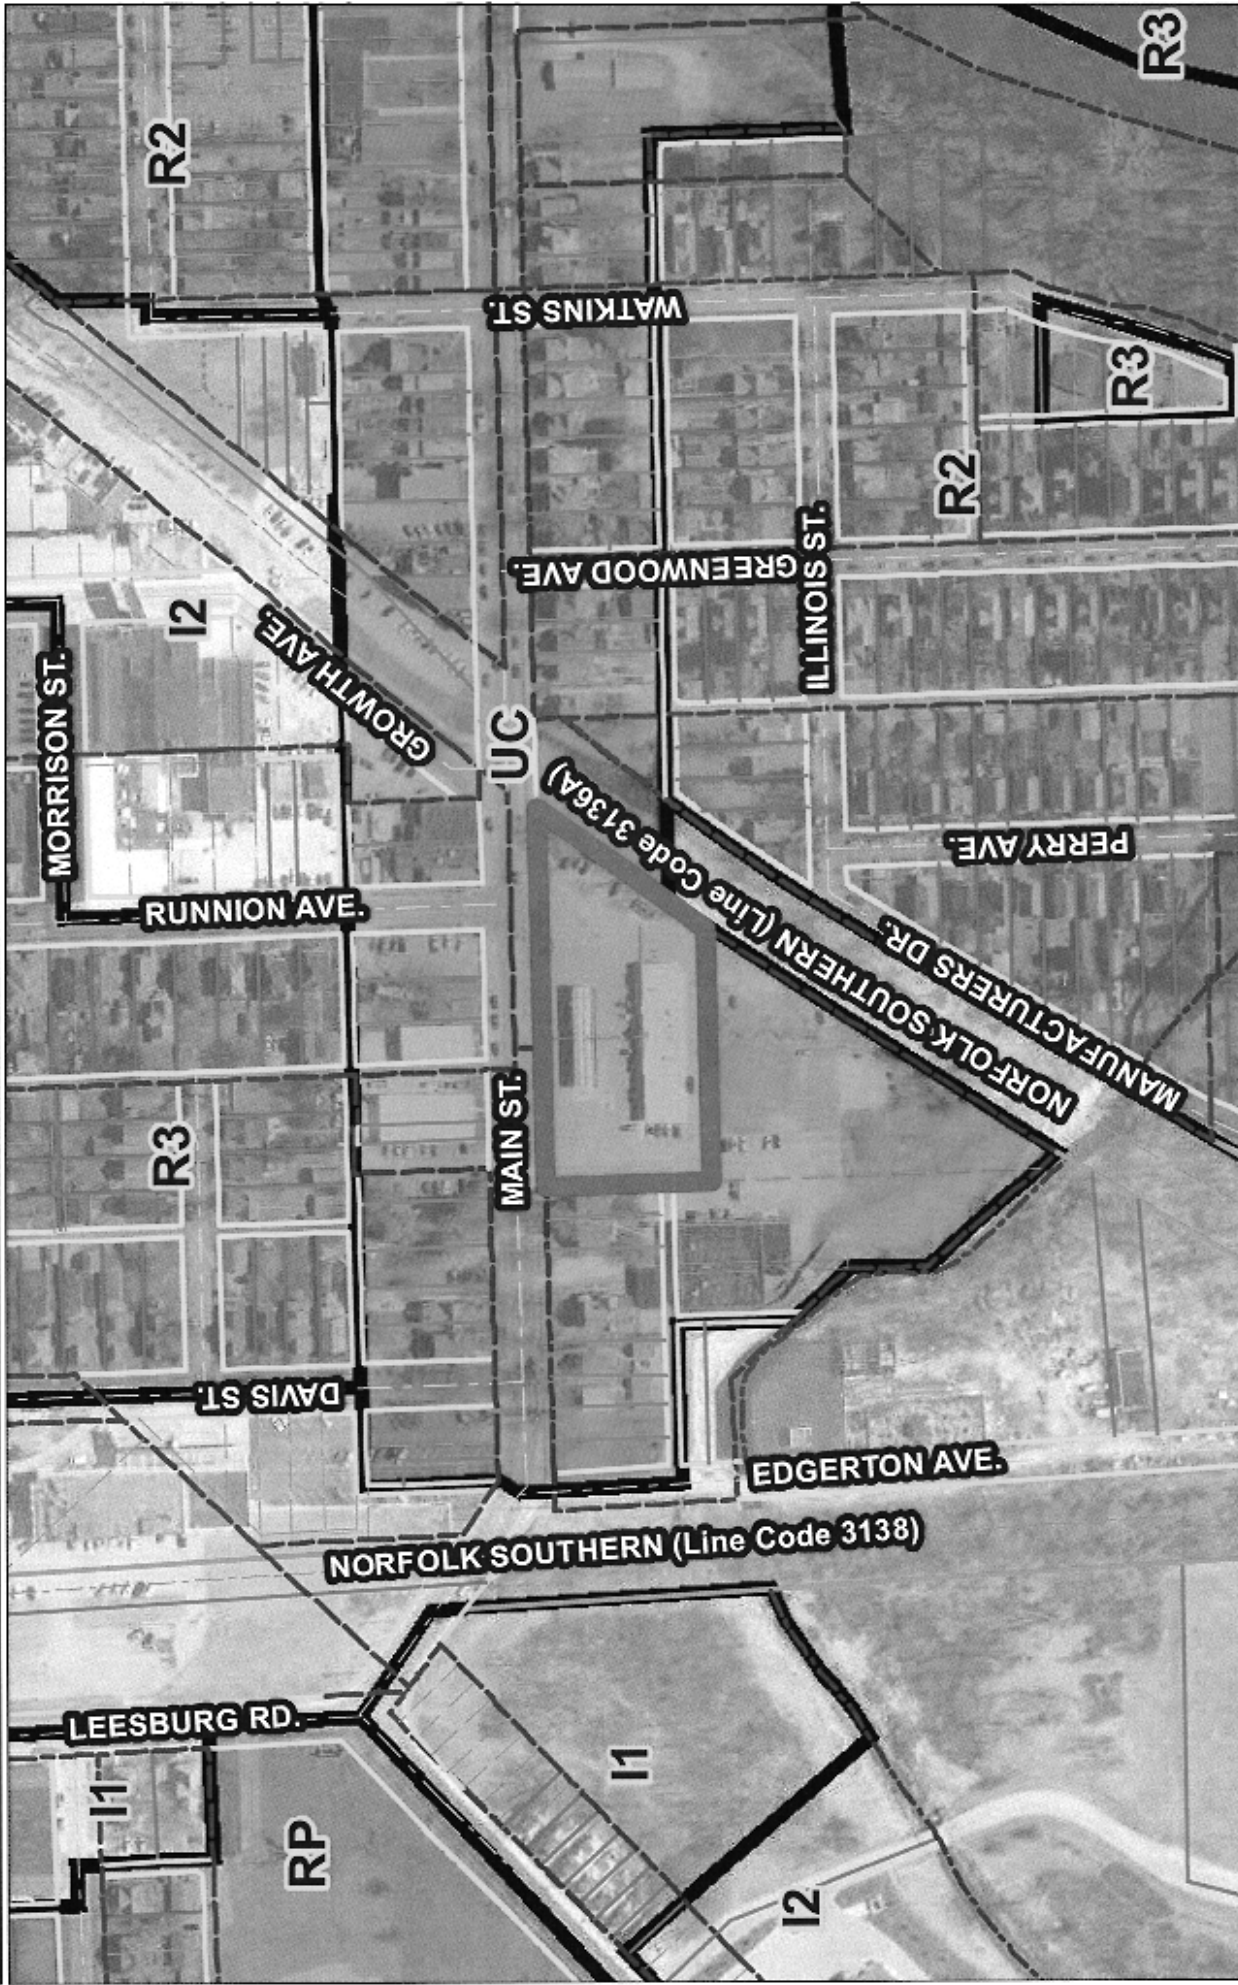 R3
R2
WATKINS ST.
R3
R2
GREENWOOD AVE.
ILLINOIS ST.
I2
MORRISON ST.
GROWTH AVE.
UC
NORFOLK SOUTHERN (Line Code 3136A)
PERRY AVE.
RUNNION AVE.
MANUFACTURERS DR.
MAIN ST.
R3
DAVIS ST.
EDGERTON AVE.
NORFOLK SOUTHERN (Line Code 3138)
LEESBURG RD.
I1
I1
RP
I2